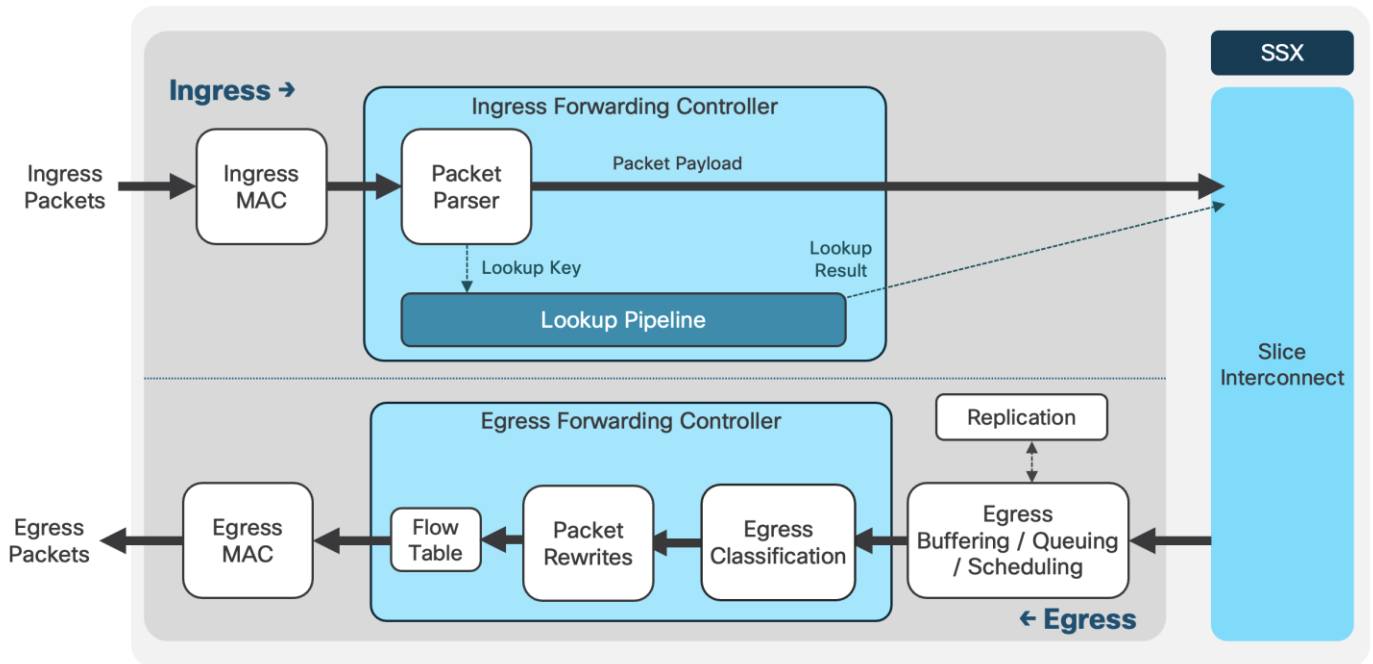 SSX
Ingress →
Ingress Forwarding Controller
Ingress
Packets
Ingress
MAC
Packet
Parser
Packet Payload
Lookup Key
Lookup
Result
Lookup Pipeline
Slice
Interconnect
Egress Forwarding Controller
Replication
Egress
Packets
Egress
MAC
Flow
Table
Packet
Rewrites
Egress
Classification
Egress
Buffering / Queuing
/ Scheduling
← Egress